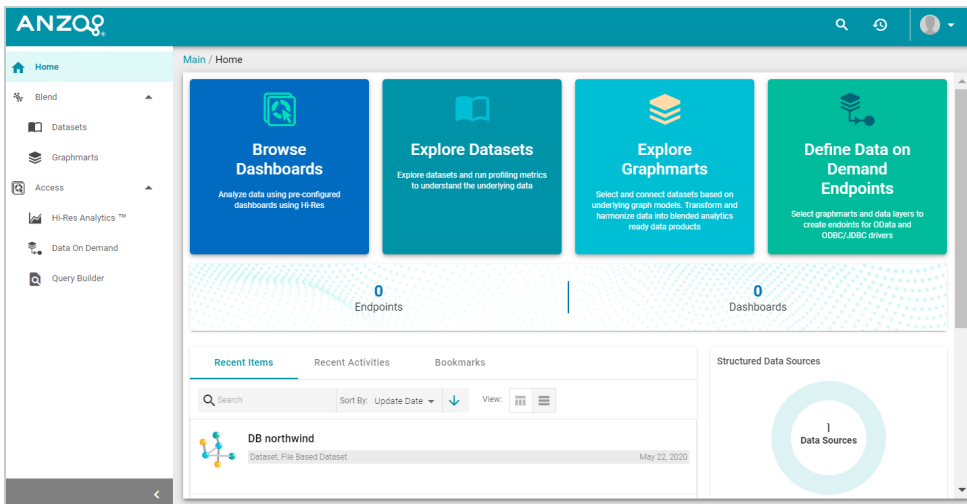 ANZO
Home
Blend
Datasets
Graphmarts
Access
Hi-Res Analytics ™
Data On Demand
Query Builder
Main / Home
Browse
Dashboards
Analyze data using pre-configured
dashboards using Hi-Res
Explore Datasets
Explore datasets and run profiling metrics
to understand the underlying data
Explore
Graphmarts
Select and connect datasets based on
underlying graph models. Transform and
harmonize data into blended analytics
ready data products
Define Data on
Demand
Endpoints
Select graphmarts and data layers to
create endoints for OData and
ODBC/JDBC drivers
0
Endpoints
0
Dashboards
Recent Items Recent Activities Bookmarks
Search Sort By: Update Date View:
DB northwind
Dataset, File Based Dataset May 22, 2020
Structured Data Sources
1
Data Sources